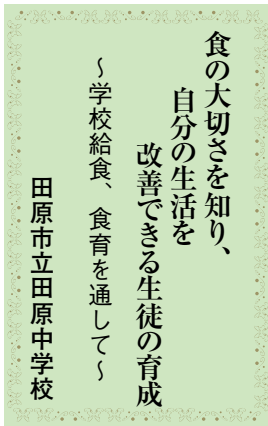 食の大切さを知り、
自分の生活を
改善できる生徒の育成
～学校給食、食育を通して～
田原市立田原中学校